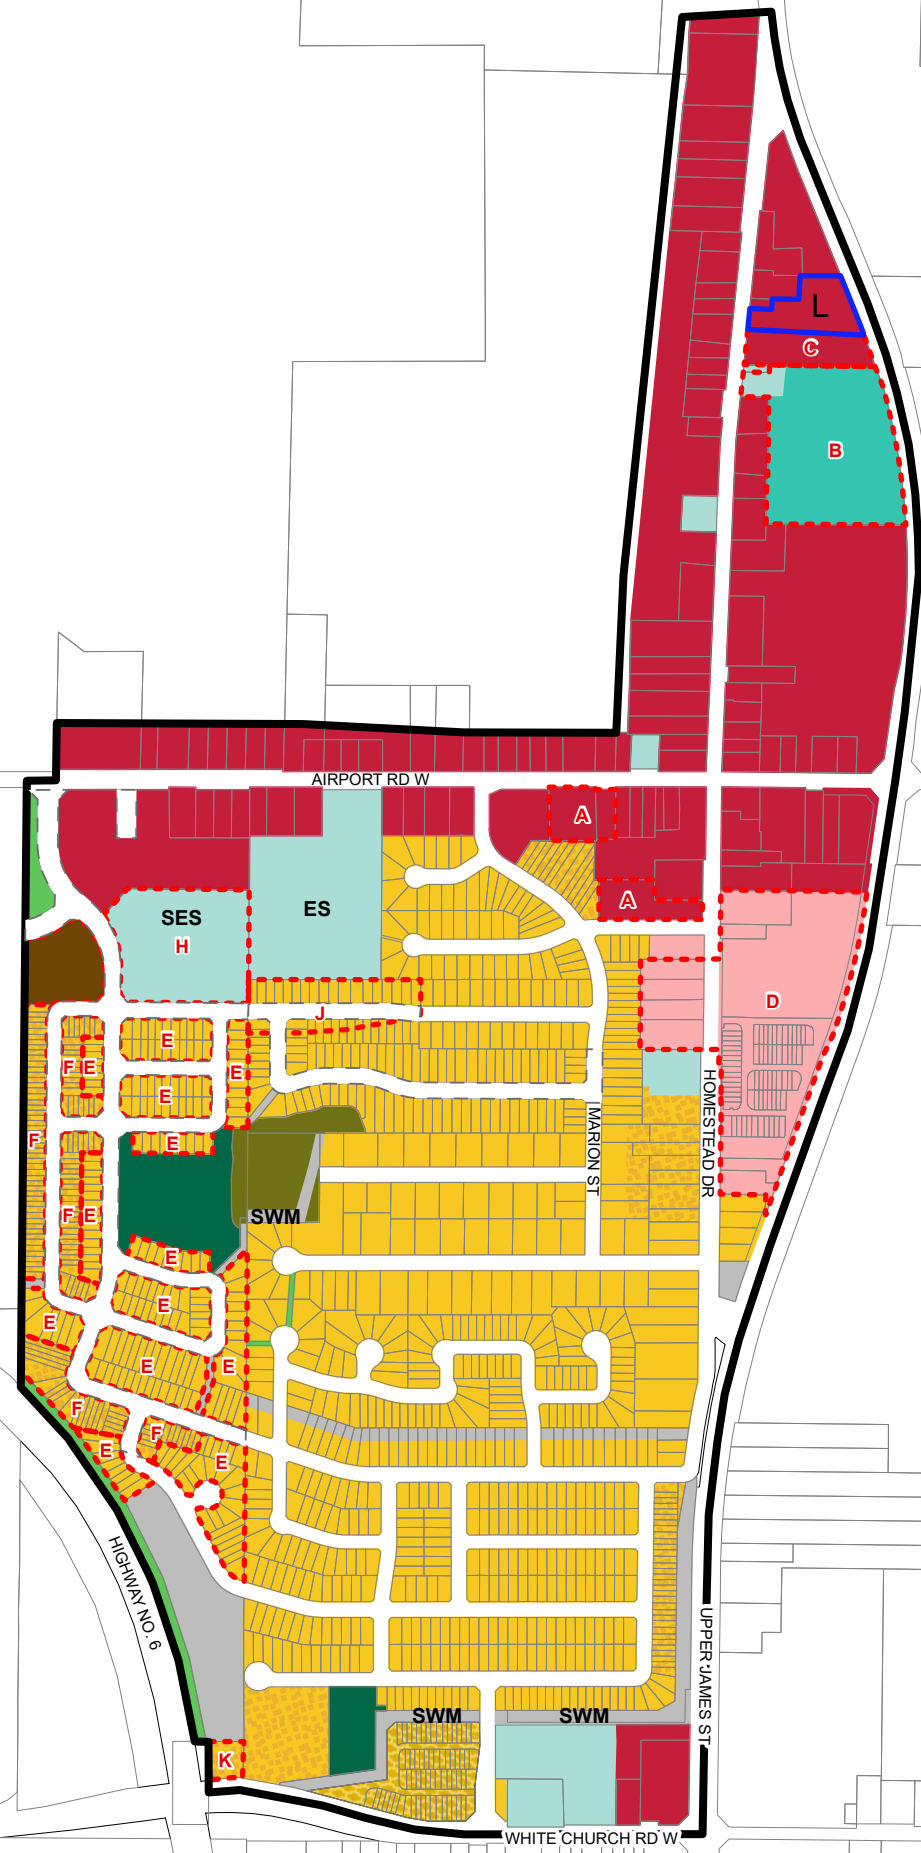 L
C
B
AIRPORT RD W
A
A
SES
H
ES
D
J
E
F
E
E
E
HOMESTEAD DR
MARION ST
F
E
F
E
SWM
E
E
E
E
E
F
F
E
E
HIGHWAY NO. 6
UPPER JAMES ST
SWM
SWM
K
WHITE CHURCH RD W